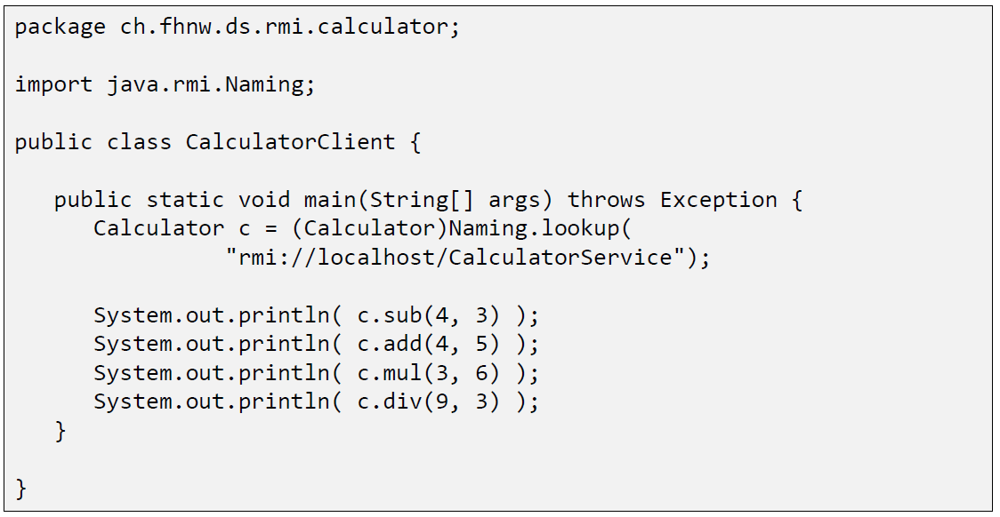 package ch.fhnw.ds.rmi.calculator;
import java.rmi.Naming;
public class CalculatorClient {
public static void main(String[] args) throws Exception {
Calculator c = (Calculator)Naming.lookup(
"rmi://localhost/CalculatorService");
System.out.println( c.sub(4, 3) );
System.out.println( c.add(4, 5) );
System.out.println( c.mul(3, 6) );
System.out.println( c.div(9, 3) );
}
}